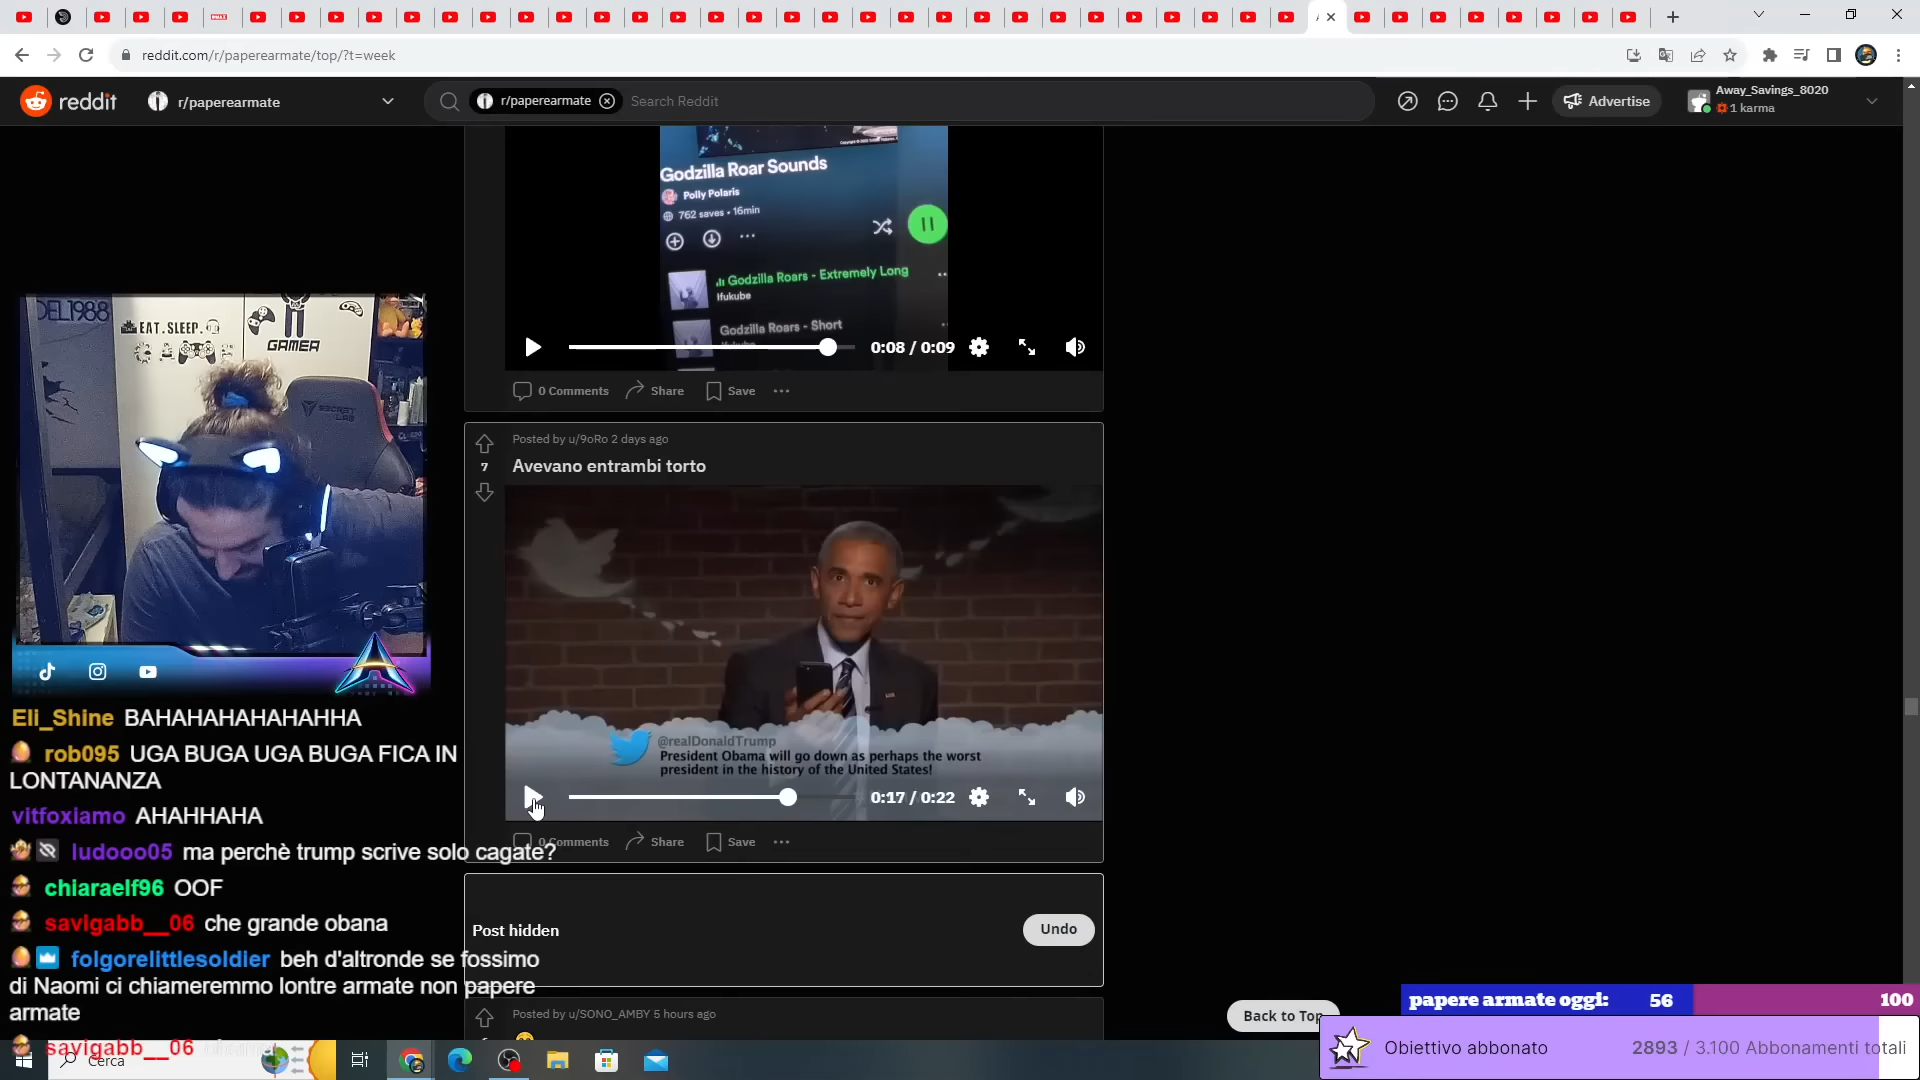 reddit.com/r/paperearmate/top/?t=week
reddit
r/paperearmate
r/paperearmate
Search Reddit
Advertise
Away_Savings_8020
1 karma
Godzilla Roar Sounds
Polly Polaris
762 saves • 16min
Godzilla Roars - Extremely Long
Ifukube
Godzilla Roars - Short
0:08 / 0:09
0 Comments
Share
Save
Posted by u/9oRo 2 days ago
7
Avevano entrambi torto
@realDonaldTrump
President Obama will go down as perhaps the worst
president in the history of the United States!
0:17 / 0:22
0 Comments
Share
Save
Post hidden
Undo
Posted by u/SONO_AMBY 5 hours ago
Back to Top
DEL1988
EAT.SLEEP.
GAMER
SECRET
LAB
Eli_Shine BAHAHAHAHAHAHHA
rob095 UGA BUGA UGA BUGA FICA IN
LONTANANZA
vitfoxiamo AHAHHAHA
ludooo05 ma perchè trump scrive solo cagate?
chiaraelf96 OOF
savigabb__06 che grande obana
folgorelittlesoldier beh d'altronde se fossimo
di Naomi ci chiameremmo lontre armate non papere
armate
savigabb__06
Cerca
papere armate oggi: 56
100
Obiettivo abbonato
2893 / 3.100 Abbonamenti totali